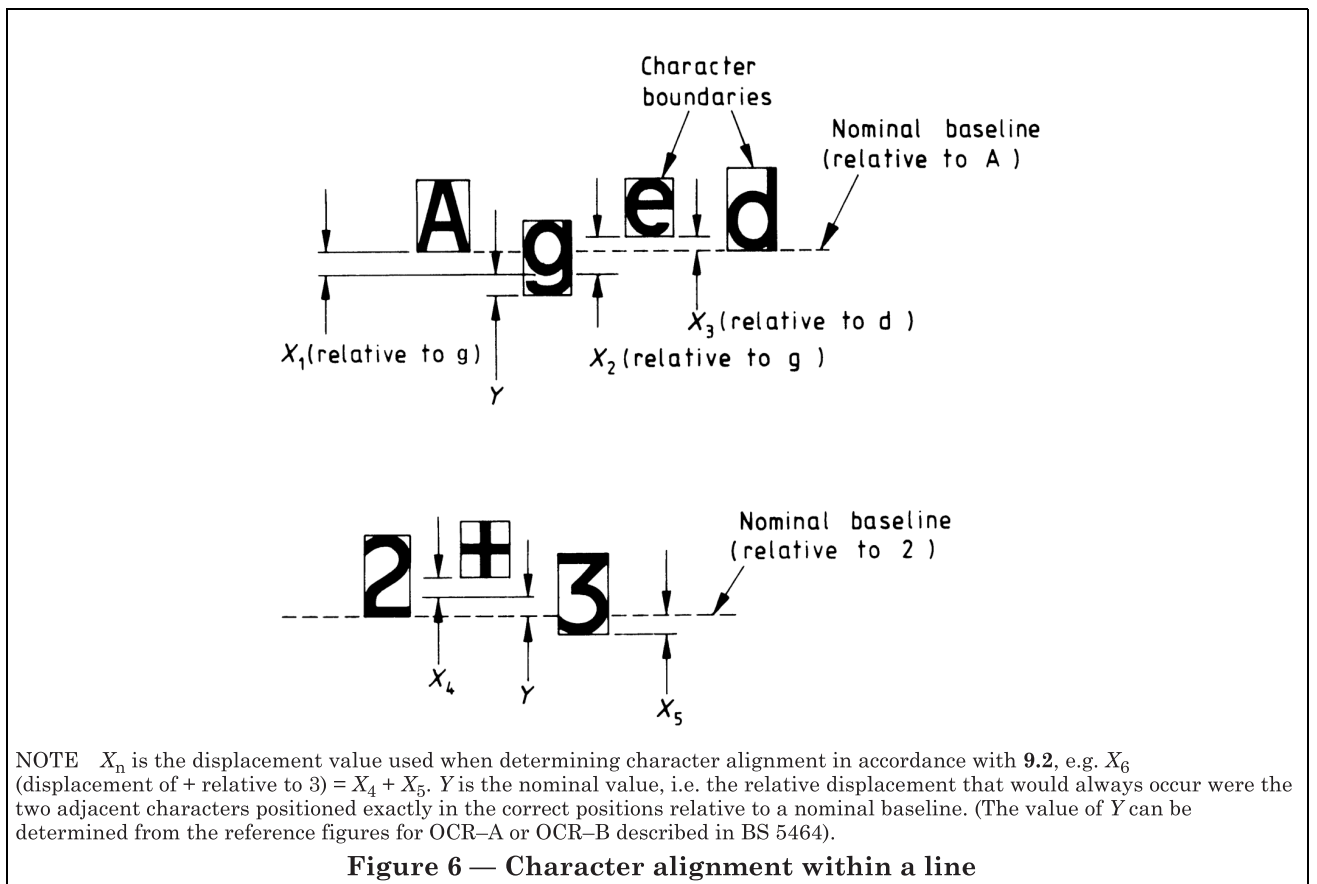 Character
boundaries
Nominal baseline
(relative to A )
A
g
e
d
X3 (relative to d )
X1(relative to g)
X2 (relative to g )
Y
Nominal baseline
(relative to 2 )
2
+
3
X4
Y
X5
NOTE Xn is the displacement value used when determining character alignment in accordance with 9.2, e.g. X6
(displacement of + relative to 3) = X4 + X5. Y is the nominal value, i.e. the relative displacement that would always occur were the
two adjacent characters positioned exactly in the correct positions relative to a nominal baseline. (The value of Y can be
determined from the reference figures for OCR–A or OCR–B described in BS 5464).
Figure 6 — Character alignment within a line